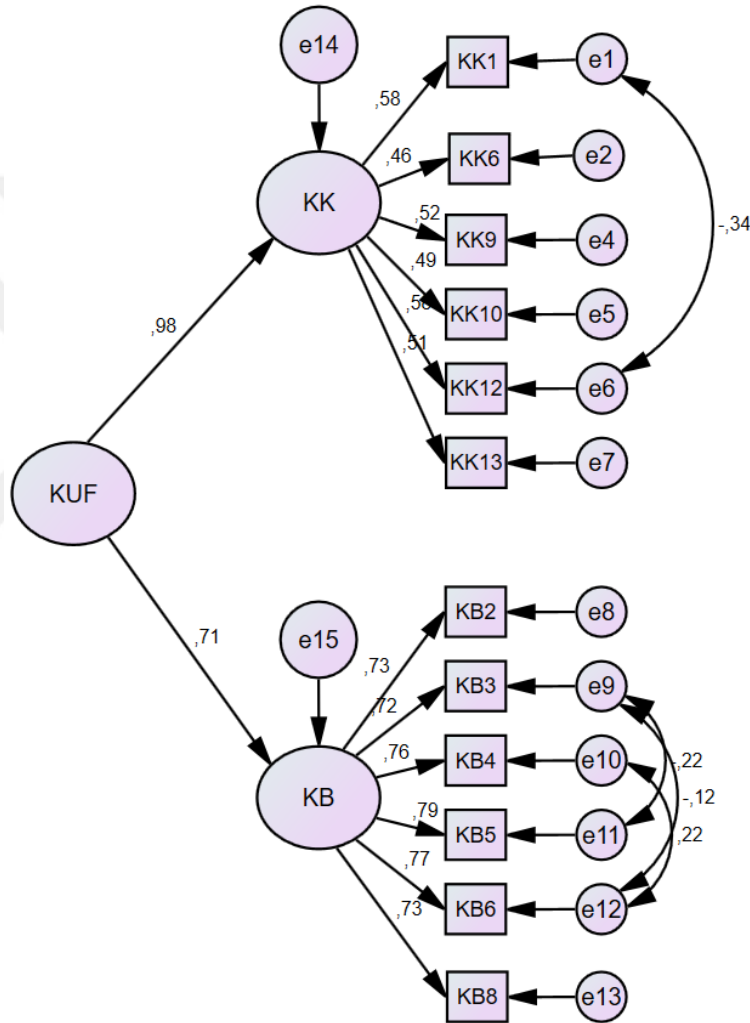 e14
KK1
e1
,58
,46
KK6
e2
KK
,52
KK9
e4
-,34
,49
KK10
e5
,98
,51
KK12
e6
KK13
e7
KUF
KB2
e8
,71
e15
,73
KB3
e9
,72
,76
KB4
e10
-,22
KB
-,12
,79
KB5
e11
,22
,77
,73
KB6
e12
KB8
e13